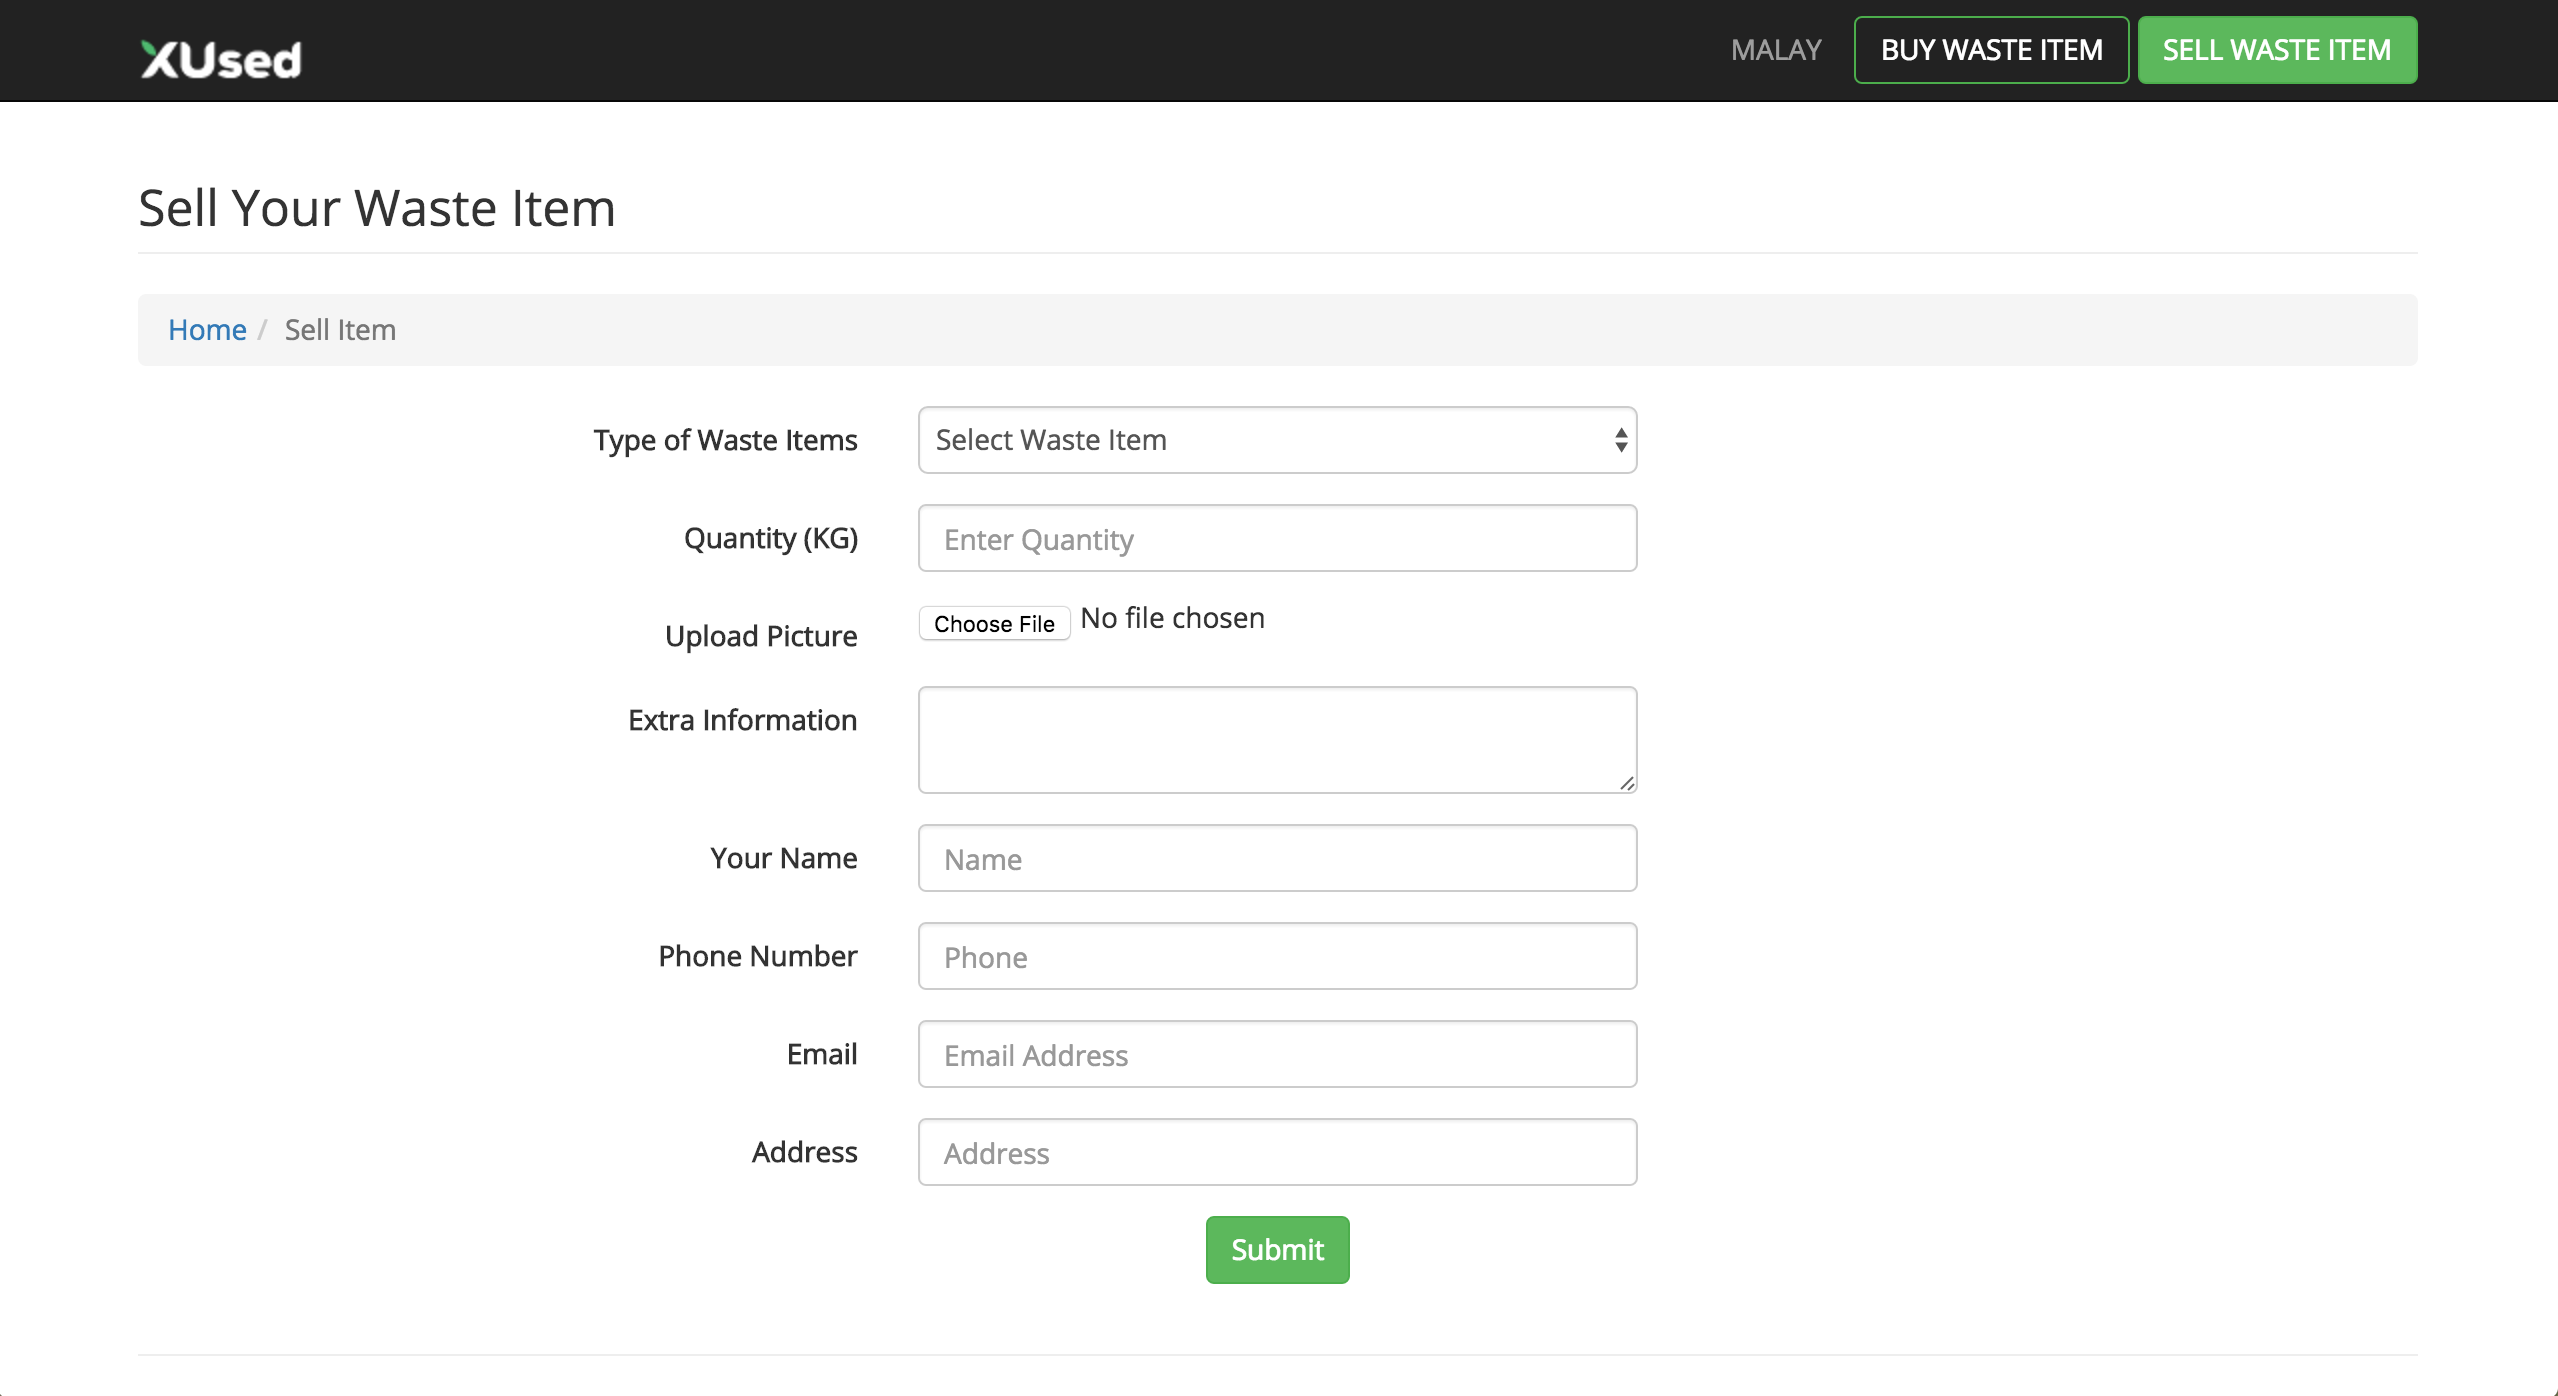 XUsed
MALAY
BUY WASTE ITEM
SELL WASTE ITEM
Sell Your Waste Item
Home / Sell Item
Type of Waste Items
Select Waste Item
Quantity (KG)
Enter Quantity
Upload Picture
Choose File No file chosen
Extra Information
Your Name
Name
Phone Number
Phone
Email
Email Address
Address
Address
Submit